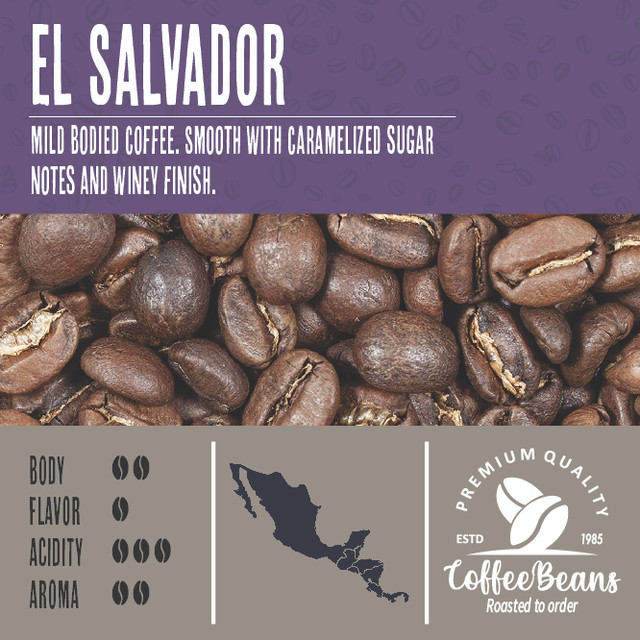 EL SALVADOR
MILD BODIED COFFEE. SMOOTH WITH CARAMELIZED SUGAR
NOTES AND WINEY FINISH.
BODY
FLAVOR
ACIDITY
AROMA
PREMIUM QUALITY
ESTD 1985
CoffeeBeans
Roasted to order